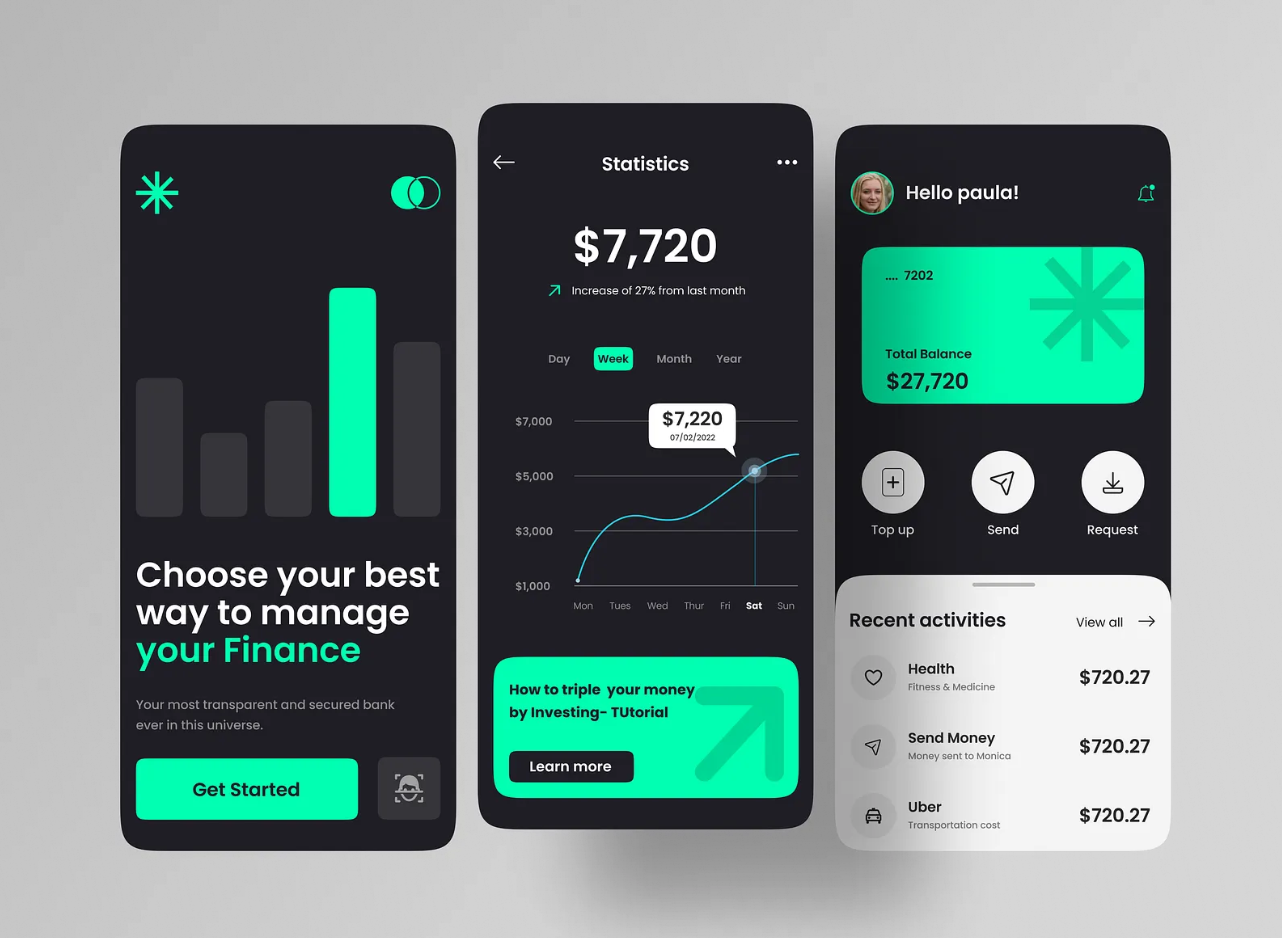 Choose your best
way to manage
your Finance
Your most transparent and secured bank
ever in this universe.
Get Started
Statistics
$7,720
Increase of 27% from last month
Day Week Month Year
$7,220
07/02/2022
$7,000
$5,000
$3,000
$1,000
Mon Tues Wed Thur Fri Sat Sun
How to triple your money
by Investing- TUtorial
Learn more
Hello paula!
.... 7202
Total Balance
$27,720
Top up Send Request
Recent activities View all
Health $720.27
Fitness & Medicine
Send Money $720.27
Money sent to Monica
Uber $720.27
Transportation cost